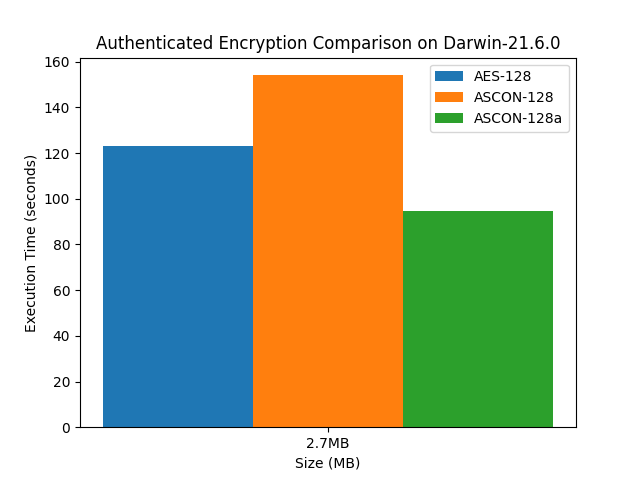 Authenticated Encryption Comparison on Darwin-21.6.0
160
140
120
100
80
60
40
20
0
Execution Time (seconds)
AES-128
ASCON-128
ASCON-128a
2.7MB
Size (MB)